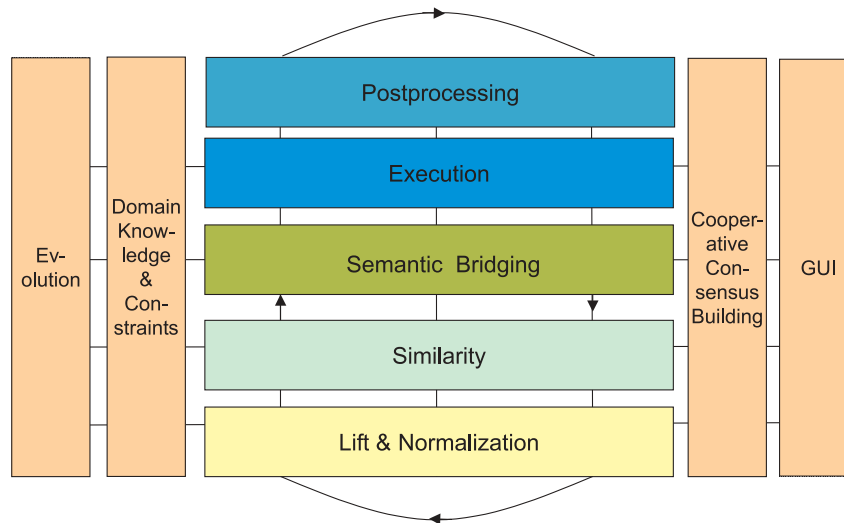 Postprocessing
Execution
Semantic Bridging
Similarity
Lift & Normalization
Ev-
olution
Domain
Know-
ledge
&
Con-
straints
Cooper-
ative
Con-
sensus
Building
GUI